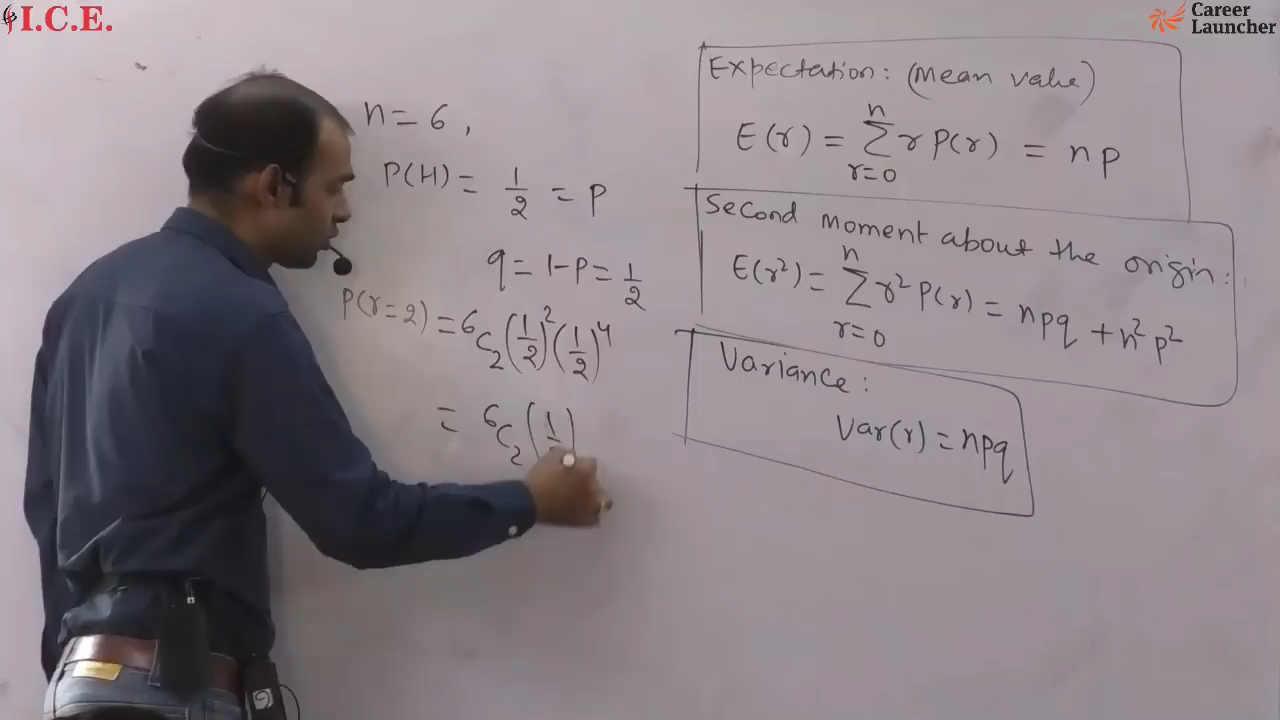 I.C.E.
Career
Launcher
n = 6 ,
P(H) = 1/2 = P
q = 1-P = 1/2
P(r=2) = ⁶C₂ (1/2)² (1/2)⁴
= ⁶C₂ (1
Expectation: (Mean value)
E(r) = Σ_{r=0}^{n} r P(r) = np
Second moment about the origin:
E(r²) = Σ_{r=0}^{n} r² P(r) = npq + n²p²
Variance:
Var(r) = npq